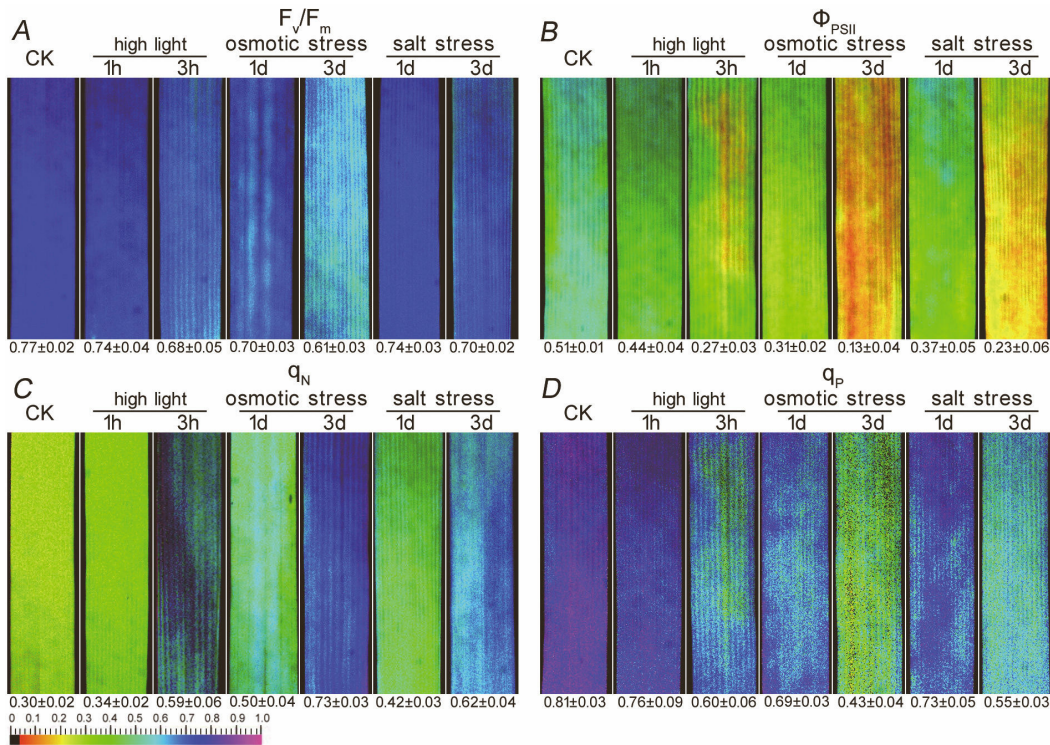 A
F_v/F_m
CK
high light
osmotic stress
salt stress
1h 3h 1d 3d 1d 3d
0.77±0.02 0.74±0.04 0.68±0.05 0.70±0.03 0.61±0.03 0.74±0.03 0.70±0.02
B
Φ_PSII
CK
high light
osmotic stress
salt stress
1h 3h 1d 3d 1d 3d
0.51±0.01 0.44±0.04 0.27±0.03 0.31±0.02 0.13±0.04 0.37±0.05 0.23±0.06
C
q_N
CK
high light
osmotic stress
salt stress
1h 3h 1d 3d 1d 3d
0.30±0.02 0.34±0.02 0.59±0.06 0.50±0.04 0.73±0.03 0.42±0.03 0.62±0.04
0 0.1 0.2 0.3 0.4 0.5 0.6 0.7 0.8 0.9 1.0
D
q_P
CK
high light
osmotic stress
salt stress
1h 3h 1d 3d 1d 3d
0.81±0.03 0.76±0.09 0.60±0.06 0.69±0.03 0.43±0.04 0.73±0.05 0.55±0.03